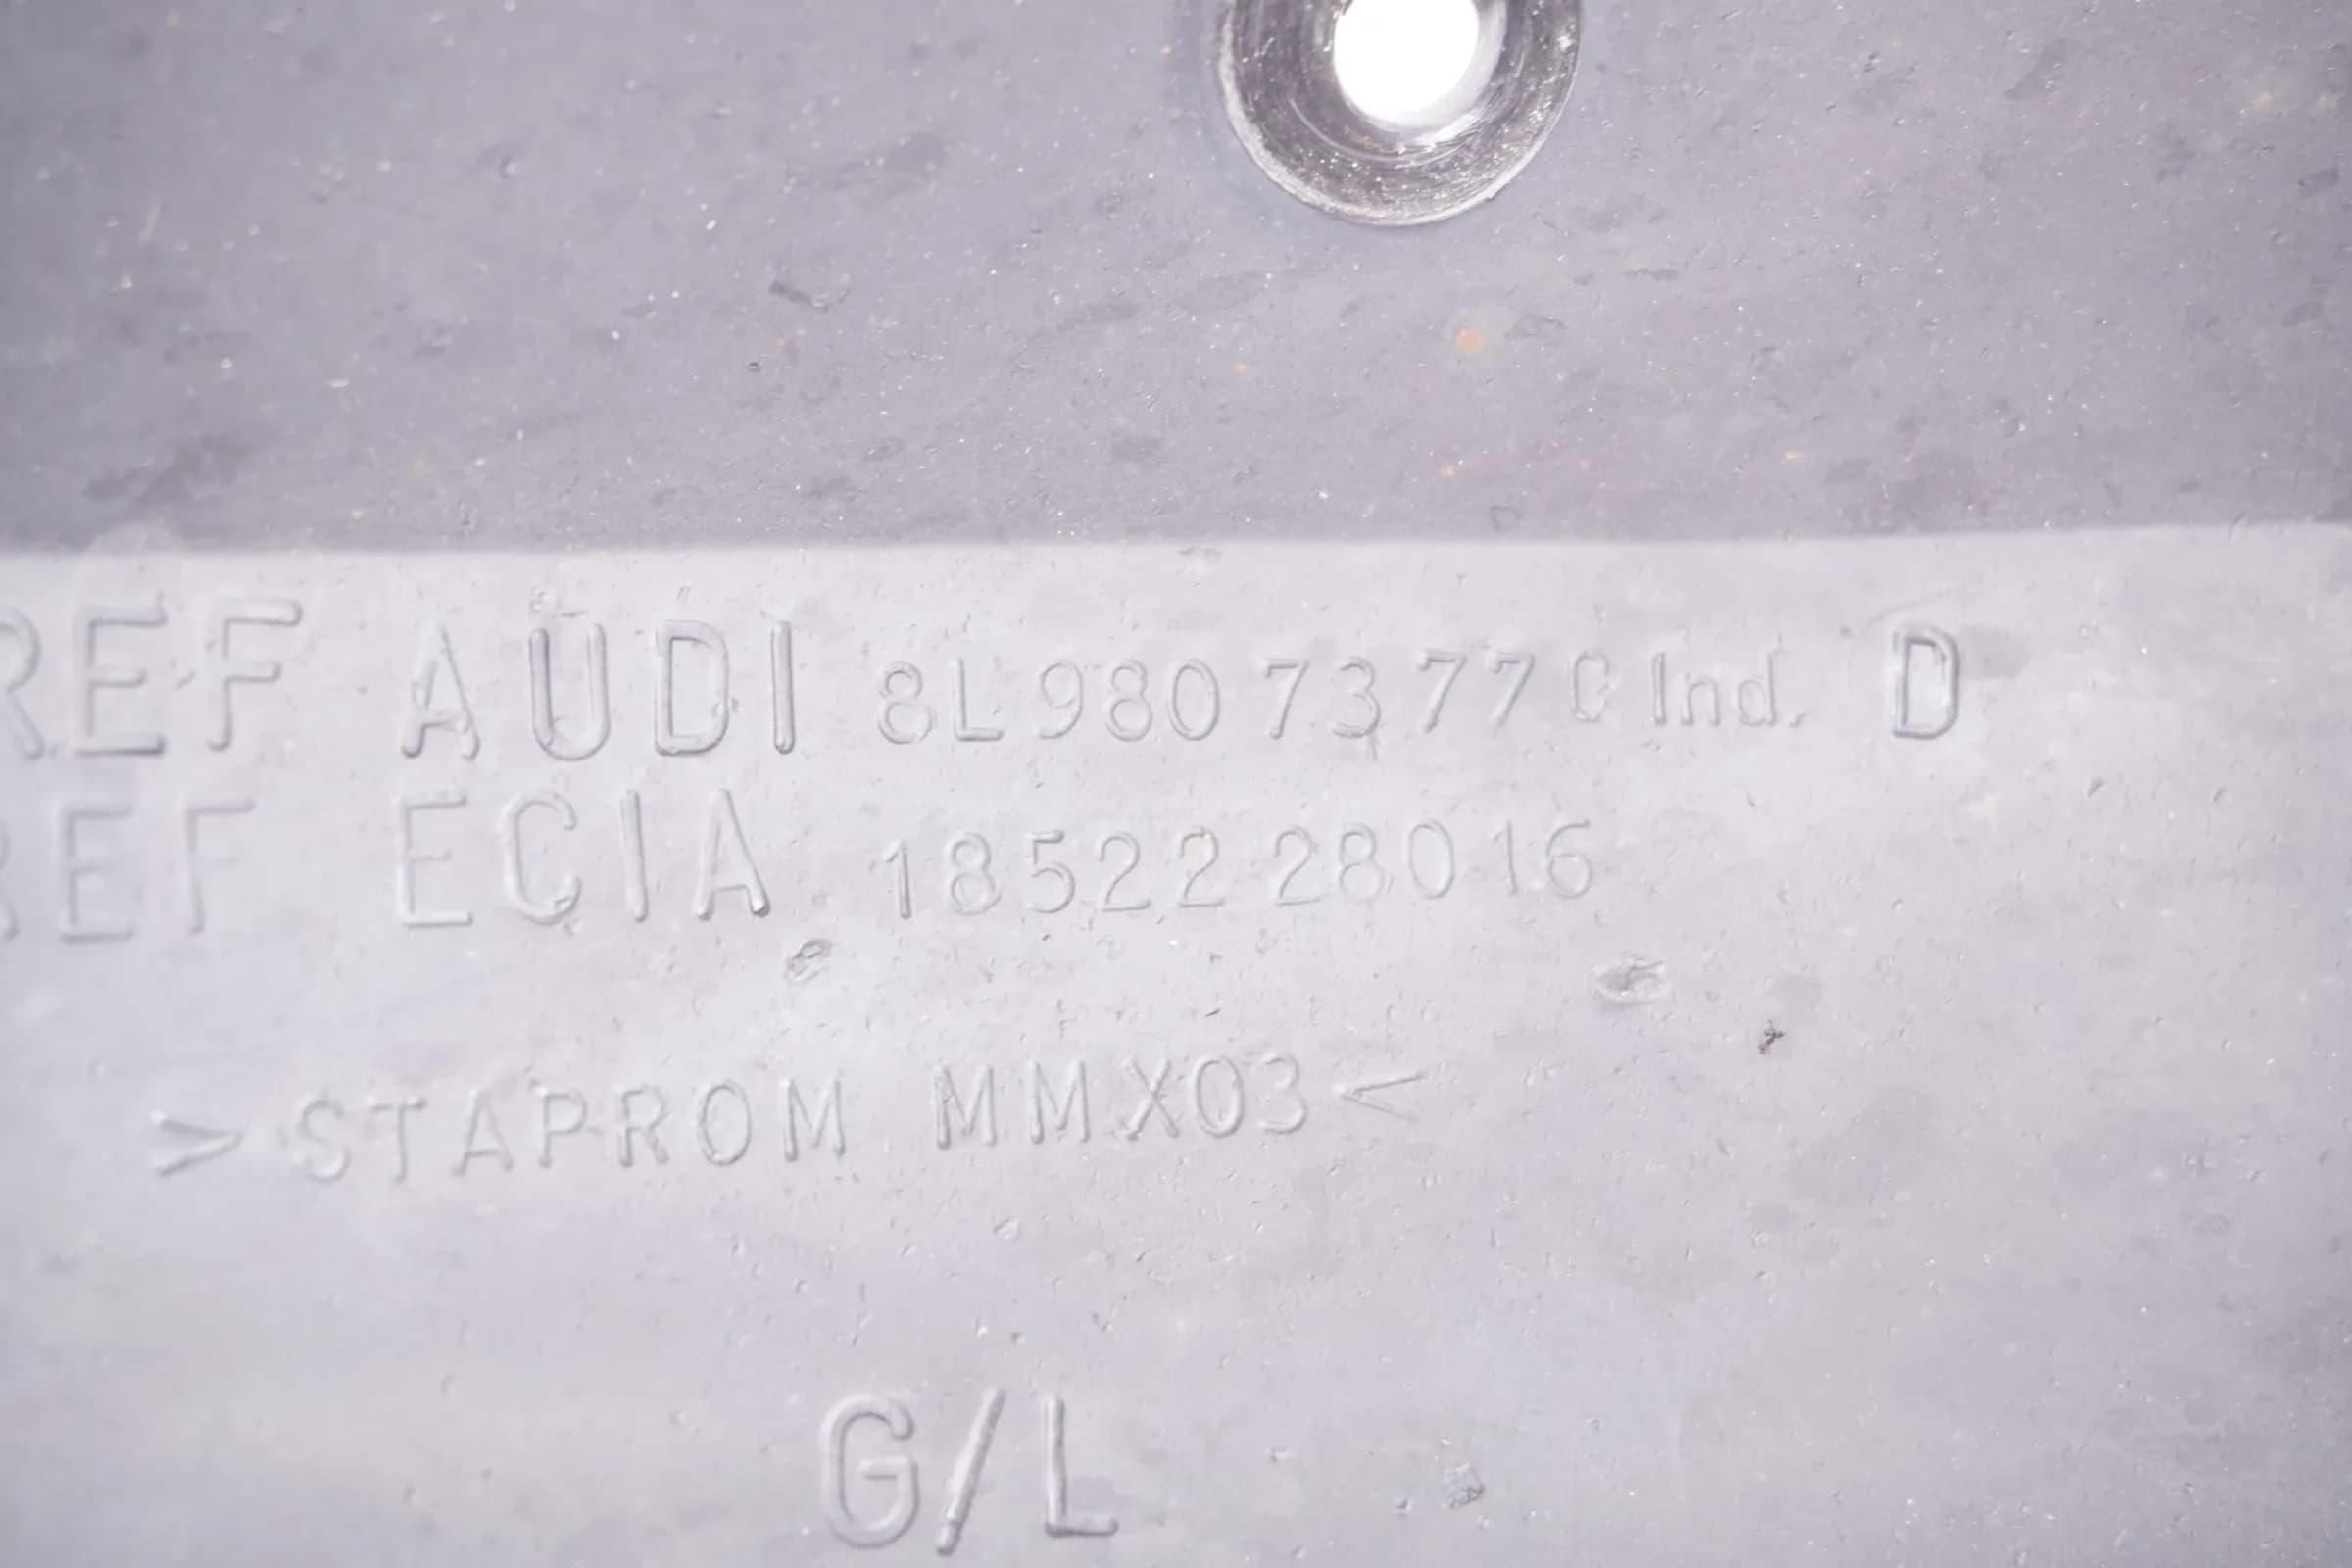 REF AUDI 8L9807377C Ind. D
REF ECIA 1852228016
>STAPROM MMX03<
G/L